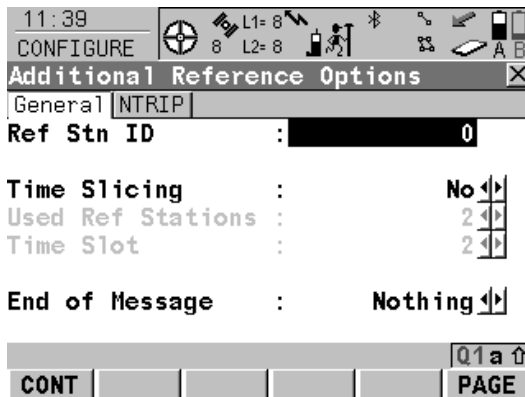 11:39
CONFIGURE
8 L1= 8
L2= 8
A B
Additional Reference Options
General NTRIP
Ref Stn ID : 0
Time Slicing : No
Used Ref Stations : 2
Time Slot : 2
End of Message : Nothing
Q1 a
CONT PAGE